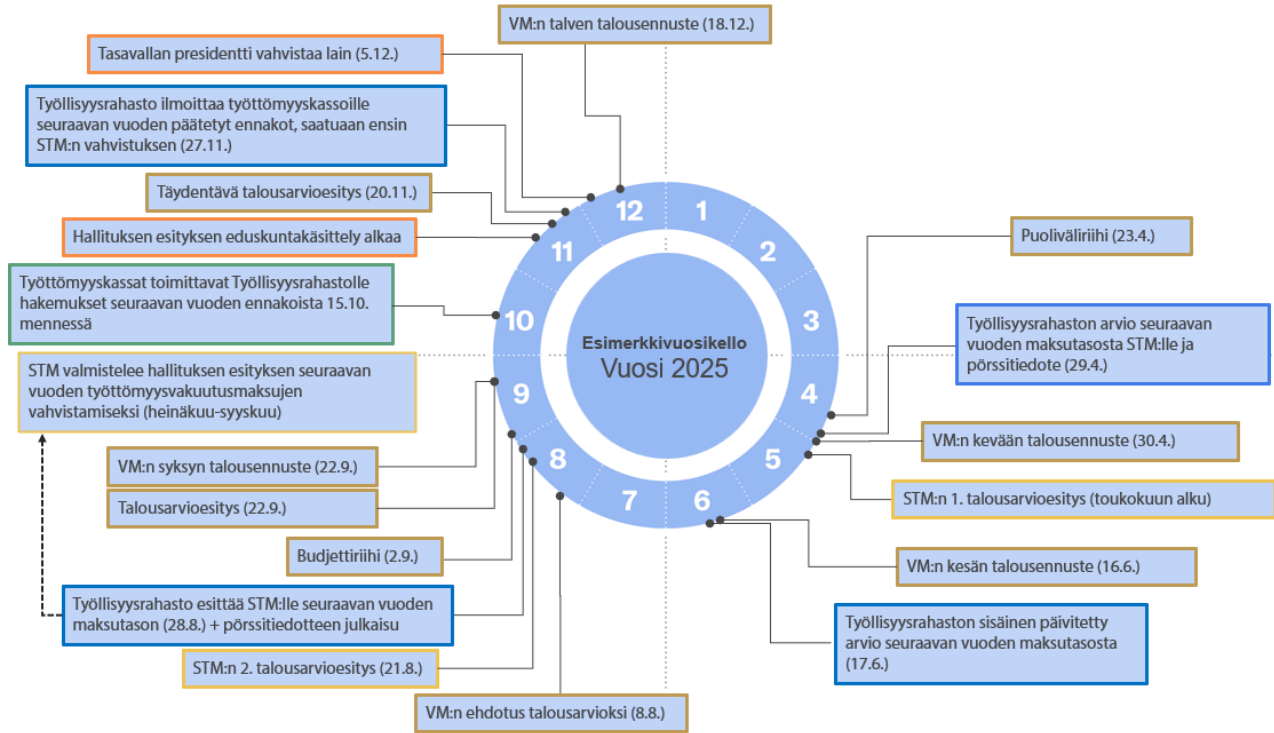 VM:n talven talousennuste (18.12.)
Tasavallan presidentti vahvistaa lain (5.12.)
Työllisyysrahasto ilmoittaa työttömyyskassoille
seuraavan vuoden päätetyt ennakot, saatuaan ensin
STM:n vahvistuksen (27.11.)
Täydentävä talousarvioesitys (20.11.)
Hallituksen esityksen eduskuntakäsittely alkaa
Työttömyyskassat toimittavat Työllisyysrahastolle
hakemukset seuraavan vuoden ennakoista 15.10.
mennessä
STM valmistelee hallituksen esityksen seuraavan
vuoden työttömyysvakuutusmaksujen
vahvistamiseksi (heinäkuu-syyskuu)
VM:n syksyn talousennuste (22.9.)
Talousarvioesitys (22.9.)
Budjettiriihi (2.9.)
Työllisyysrahasto esittää STM:lle seuraavan vuoden
maksutason (28.8.) + pörssitiedotteen julkaisu
STM:n 2. talousarvioesitys (21.8.)
VM:n ehdotus talousarvioksi (8.8.)
12
1
2
3
4
5
6
7
8
9
10
11
Esimerkkivuosikello
Vuosi 2025
Puoliväliriihi (23.4.)
Työllisyysrahaston arvio seuraavan
vuoden maksutasosta STM:lle ja
pörssitiedote (29.4.)
VM:n kevään talousennuste (30.4.)
STM:n 1. talousarvioesitys (toukokuun alku)
VM:n kesän talousennuste (16.6.)
Työllisyysrahaston sisäinen päivitetty
arvio seuraavan vuoden maksutasosta
(17.6.)